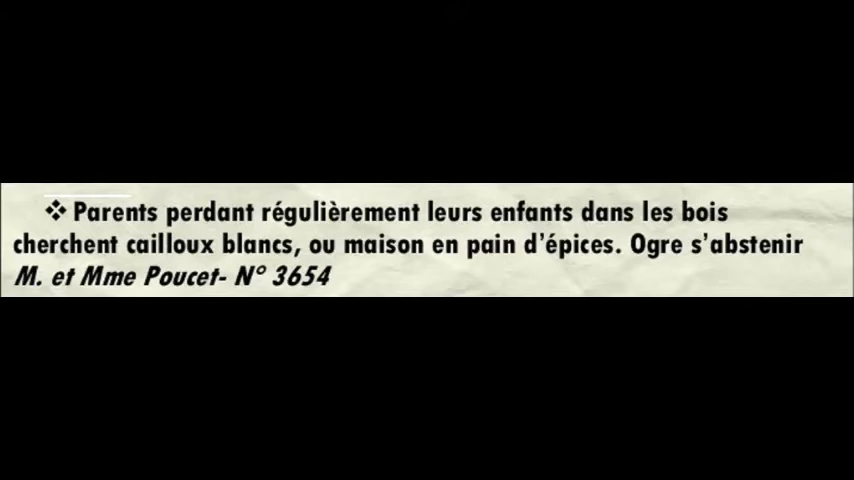 ❖ Parents perdant régulièrement leurs enfants dans les bois
cherchent cailloux blancs, ou maison en pain d’épices. Ogre s’abstenir
M. et Mme Poucet- N° 3654